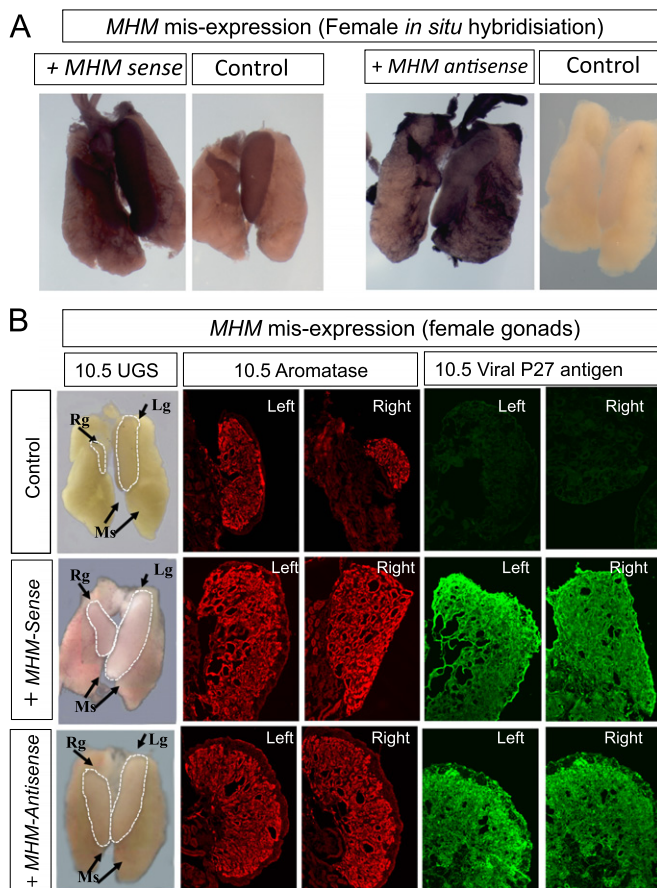 A
MHM mis-expression (Female in situ hybridisiation)
+ MHM sense
Control
+ MHM antisense
Control
B
MHM mis-expression (female gonads)
10.5 UGS
10.5 Aromatase
10.5 Viral P27 antigen
Control
Rg
Lg
Ms
Left
Right
Left
Right
+ MHM-Sense
Rg
Lg
Ms
Left
Right
Left
Right
+ MHM-Antisense
Rg
Lg
Ms
Left
Right
Left
Right